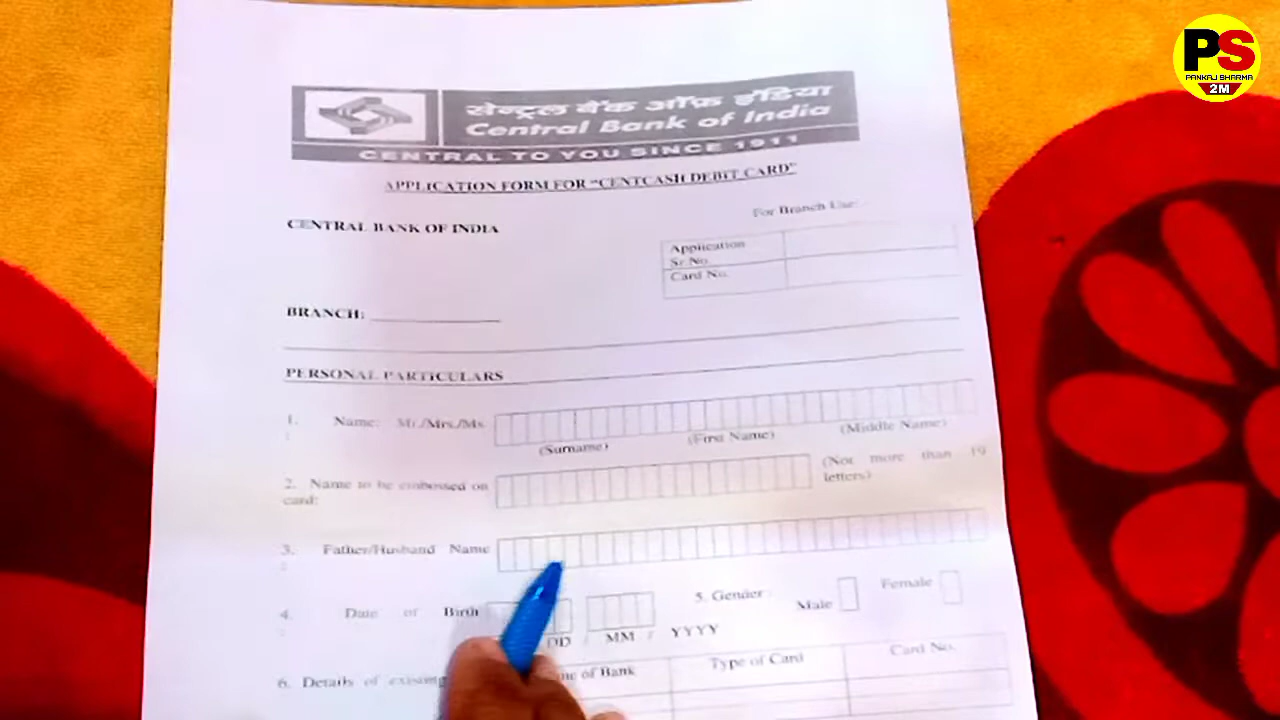 PS
PANKAJ SHARMA
2M
सेन्ट्रल बैंक ऑफ़ इंडिया
Central Bank of India
CENTRAL TO YOU SINCE 1911
APPLICATION FORM FOR "CENTCASH DEBIT CARD"
For Branch Use:
CENTRAL BANK OF INDIA
Application
Sr.No.
Card No.
BRANCH:
PERSONAL PARTICULARS
1. Name: Mr./Mrs./Ms.
:
(Surname) (First Name) (Middle Name)
2. Name to be embossed on card: (Not more than 19 letters)
3. Father/Husband Name
:
4. Date of Birth 5. Gender Male Female
:
DD / MM / YYYY
6. Details of existing of Bank Type of Card Card No.